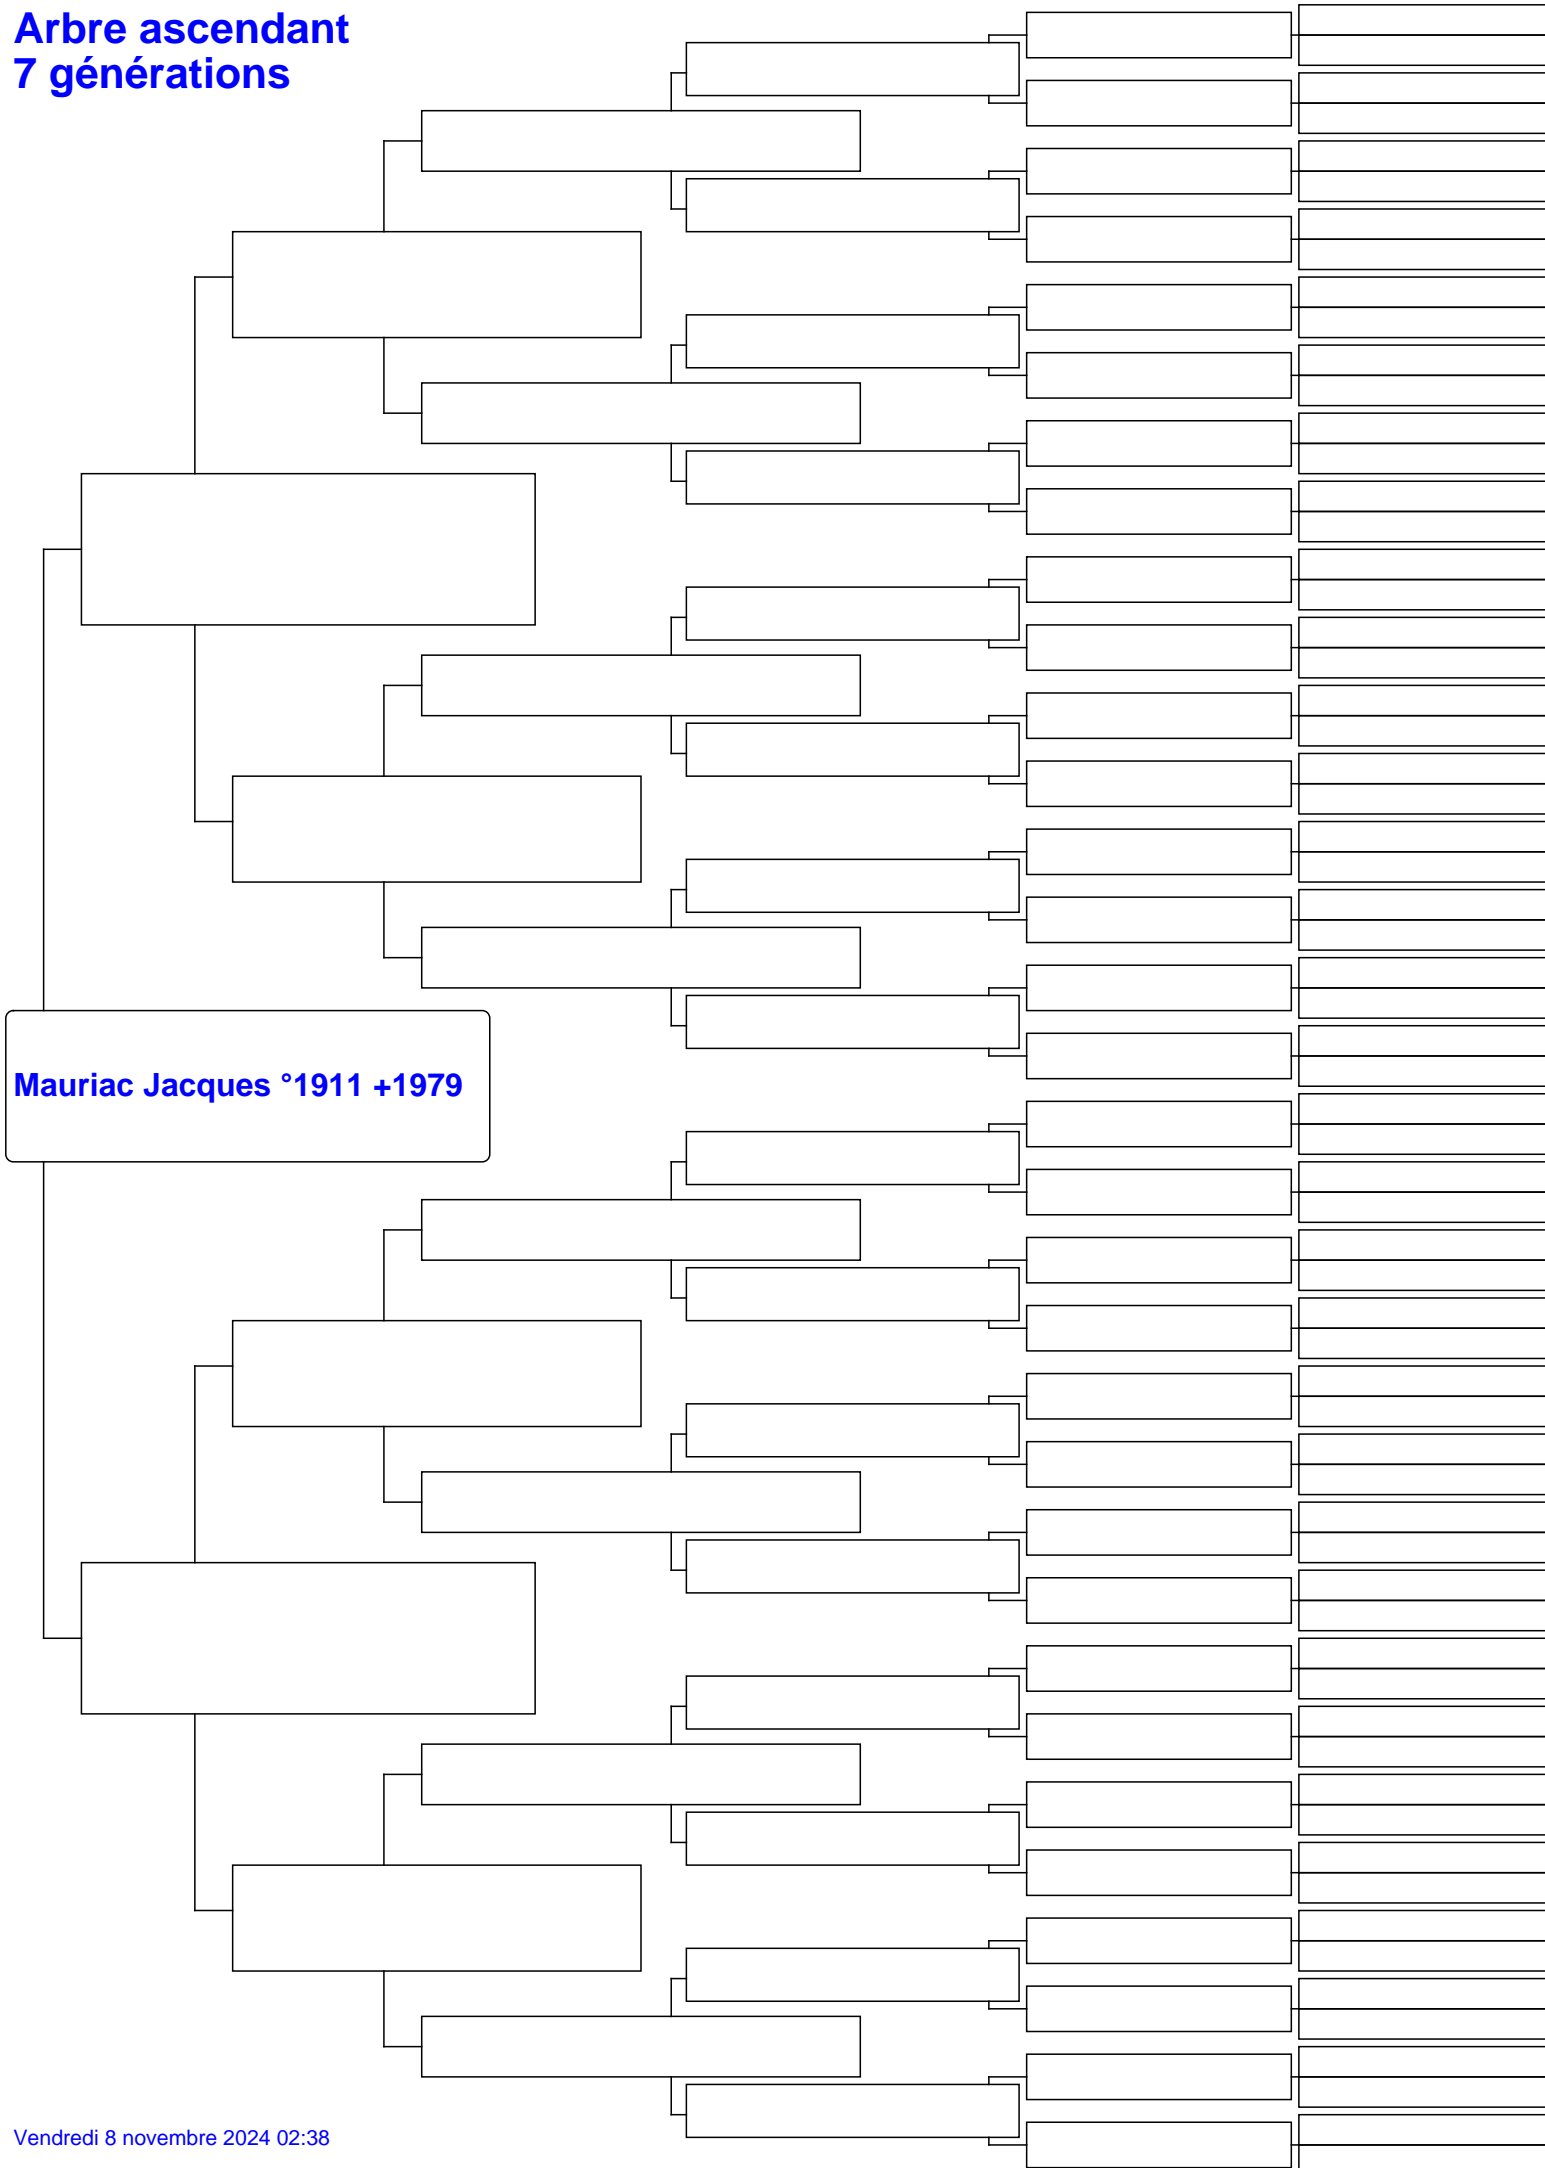 Arbre ascendant
7 générations
Mauriac Jacques °1911 +1979
Vendredi 8 novembre 2024 02:38